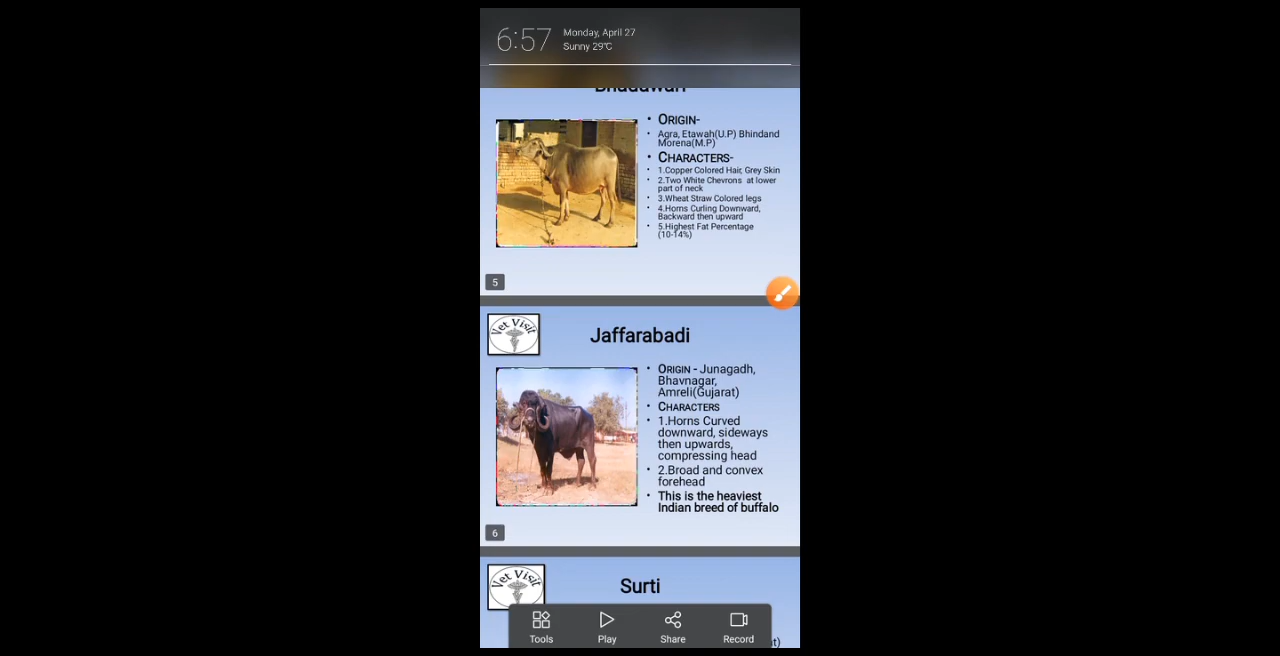 6:57
Monday, April 27
Sunny 29°C
Bhadawari
• ORIGIN-
• Agra, Etawah(U.P) Bhindand
Morena(M.P)
• CHARACTERS-
• 1.Copper Colored Hair, Grey Skin
• 2.Two White Chevrons at lower
part of neck
• 3.Wheat Straw Colored legs
• 4.Horns Curling Downward,
Backward then upward
• 5.Highest Fat Percentage
(10-14%)
5
Vet Visit
Jaffarabadi
• ORIGIN - Junagadh,
Bhavnagar,
Amreli(Gujarat)
• CHARACTERS
• 1.Horns Curved
downward, sideways
then upwards,
compressing head
• 2.Broad and convex
forehead
• This is the heaviest
Indian breed of buffalo
6
Vet Visit
Surti
Tools
Play
Share
Record